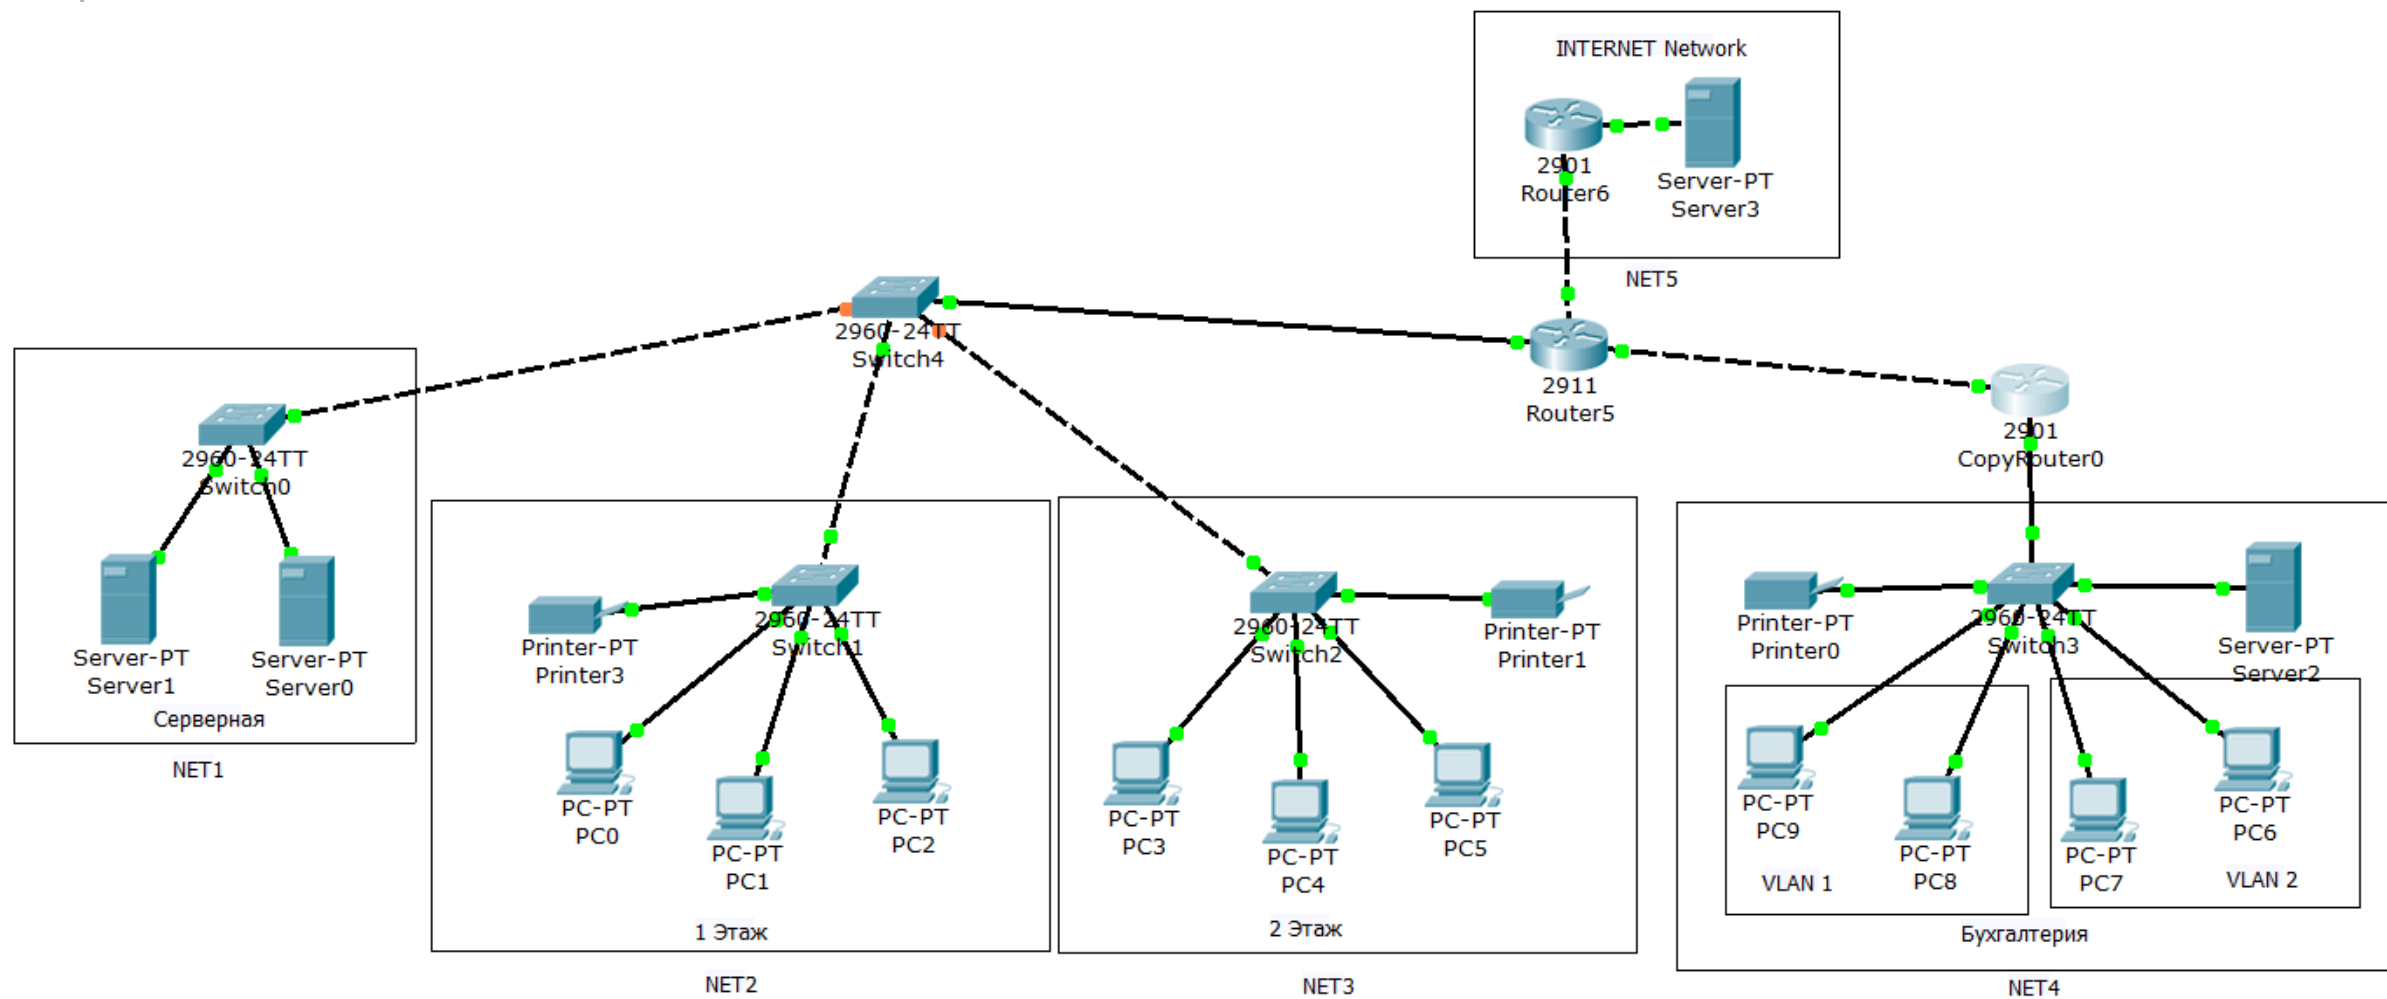 INTERNET Network
2901
Router6
Server-PT
Server3
NET5
2960-24TT
Switch4
2911
Router5
2901
CopyRouter0
2960-24TT
Switch0
Server-PT
Server1
Server-PT
Server0
Серверная
NET1
Printer-PT
Printer3
2960-24TT
Switch1
PC-PT
PC0
PC-PT
PC1
PC-PT
PC2
1 Этаж
NET2
2960-24TT
Switch2
Printer-PT
Printer1
PC-PT
PC3
PC-PT
PC4
PC-PT
PC5
2 Этаж
NET3
Printer-PT
Printer0
2960-24TT
Switch3
Server-PT
Server2
PC-PT
PC9
PC-PT
PC8
VLAN 1
PC-PT
PC7
PC-PT
PC6
VLAN 2
Бухгалтерия
NET4